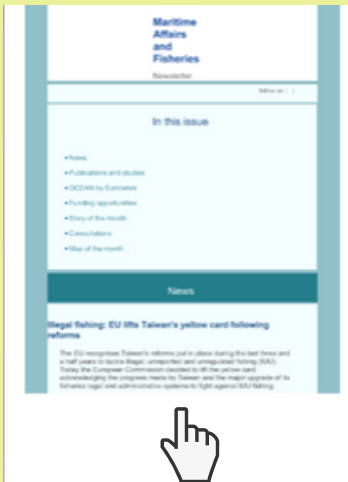 Maritime
Affairs
and
Fisheries
Newsletter
follow us : |
In this issue
• News
• Publications and studies
• OCEAN by Euronews
• Funding opportunities
• Story of the month
• Consultations
• Map of the month
News
Illegal fishing: EU lifts Taiwan's yellow card following
reforms
The EU recognises Taiwan's reforms put in place during the last three and
a half years to tackle illegal, unreported and unregulated fishing (IUU).
Today the European Commission decided to lift the yellow card
acknowledging the progress made by Taiwan and the major upgrade of its
fisheries legal and administrative systems to fight against IUU fishing.